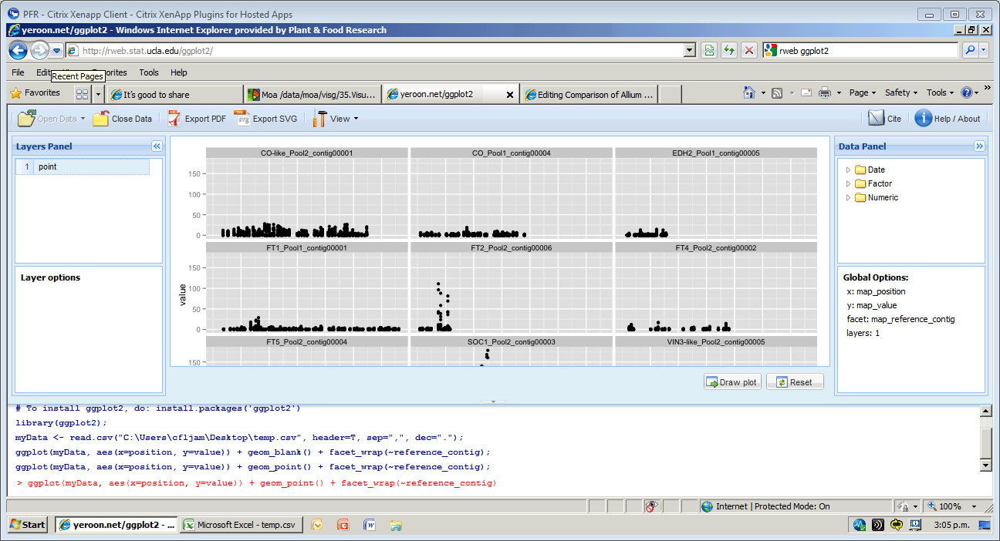 PFR - Citrix Xenapp Client - Citrix XenApp Plugins for Hosted Apps
yeroon.net/ggplot2 - Windows Internet Explorer provided by Plant & Food Research
http://rweb.stat.ucla.edu/ggplot2/
rweb ggplot2
File Edit Favorites Tools Help
Recent Pages
Favorites
It's good to share
Moa /data/moa/visg/35.Visu...
yeroon.net/ggplot2
Editing Comparison of Allium ...
Page Safety Tools
Open Data Close Data Export PDF Export SVG View Cite Help / About
Layers Panel
1 point
Layer options
CO-like_Pool2_contig00001 CO_Pool1_contig00004 EDH2_Pool1_contig00005
150
100
50
0
FT1_Pool1_contig00001 FT2_Pool2_contig00006 FT4_Pool2_contig00002
150
100
50
0
value
FT5_Pool2_contig00004 SOC1_Pool2_contig00003 VIN3-like_Pool2_contig00005
150
Data Panel
Date
Factor
Numeric
Global Options:
x: map_position
y: map_value
facet: map_reference_contig
layers: 1
Draw plot Reset
# To install ggplot2, do: install.packages('ggplot2')
library(ggplot2);
myData <- read.csv("C:\Users\cfljam\Desktop\temp.csv", header=T, sep=",", dec=".");
ggplot(myData, aes(x=position, y=value)) + geom_blank() + facet_wrap(~reference_contig);
ggplot(myData, aes(x=position, y=value)) + geom_point() + facet_wrap(~reference_contig);
> ggplot(myData, aes(x=position, y=value)) + geom_point() + facet_wrap(~reference_contig)
Internet | Protected Mode: On
100%
Start
yeroon.net/ggplot2 - ...
Microsoft Excel - temp.csv
3:05 p.m.